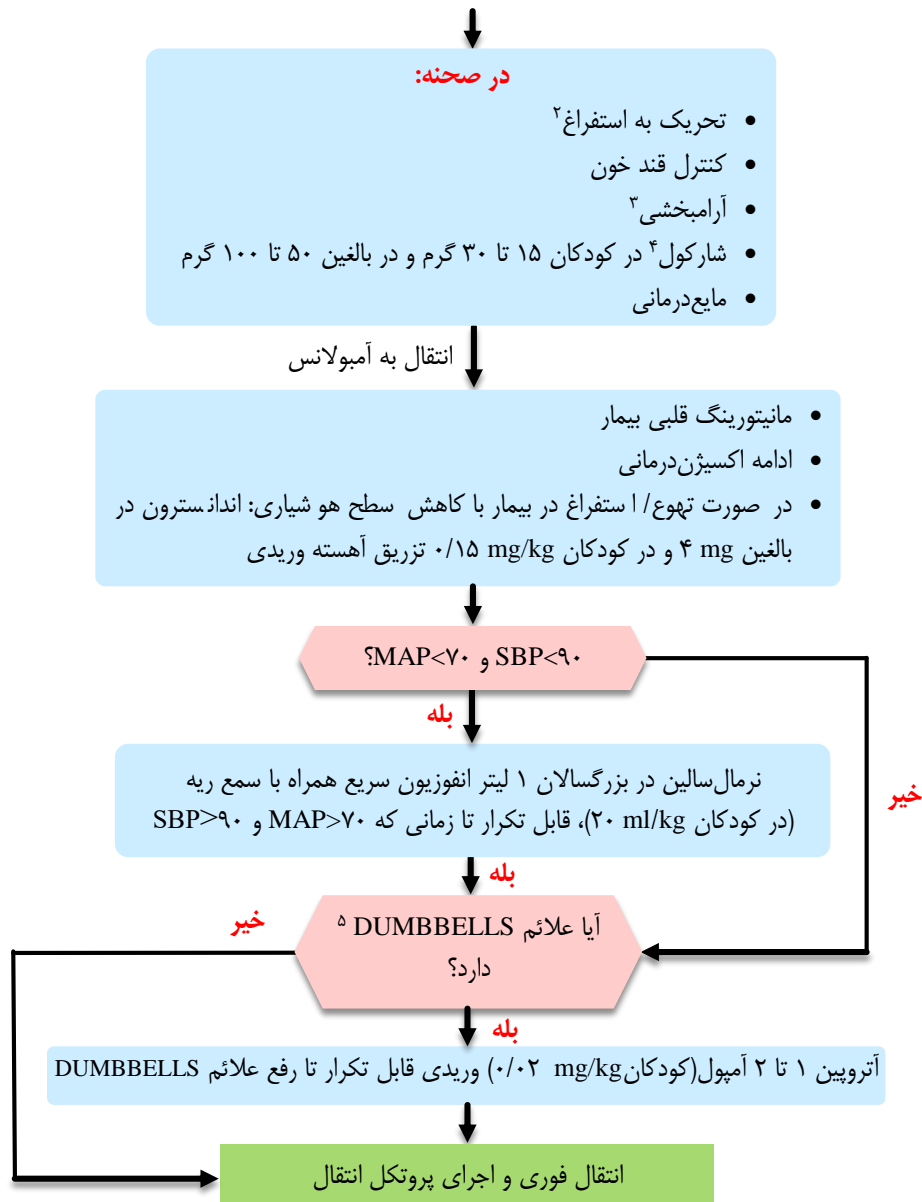 در صحنه:
• تحریک به استفراغ۲
• کنترل قند خون
• آرامبخشی۳
• شارکول۴ در کودکان ۱۵ تا ۳۰ گرم و در بالغین ۵۰ تا ۱۰۰ گرم
• مایع‌درمانی
انتقال به آمبولانس
• مانیتورینگ قلبی بیمار
• ادامه اکسیژن‌درمانی
• در صورت تهوع/ استفراغ در بیمار با کاهش سطح هوشیاری: اندانسترون در
بالغین ۴ mg و در کودکان ۰/۱۵ mg/kg تزریق آهسته وریدی
SBP<۹۰ و MAP<۷۰؟
بله
خیر
نرمال‌سالین در بزرگسالان ۱ لیتر انفوزیون سریع همراه با سمع ریه
(در کودکان ۲۰ ml/kg)، قابل تکرار تا زمانی که MAP>۷۰ و SBP>۹۰
بله
آیا علائم DUMBBELLS ۵
دارد؟
خیر
بله
آتروپین ۱ تا ۲ آمپول(کودکان۰/۰۲ mg/kg) وریدی قابل تکرار تا رفع علائم DUMBBELLS
انتقال فوری و اجرای پروتکل انتقال